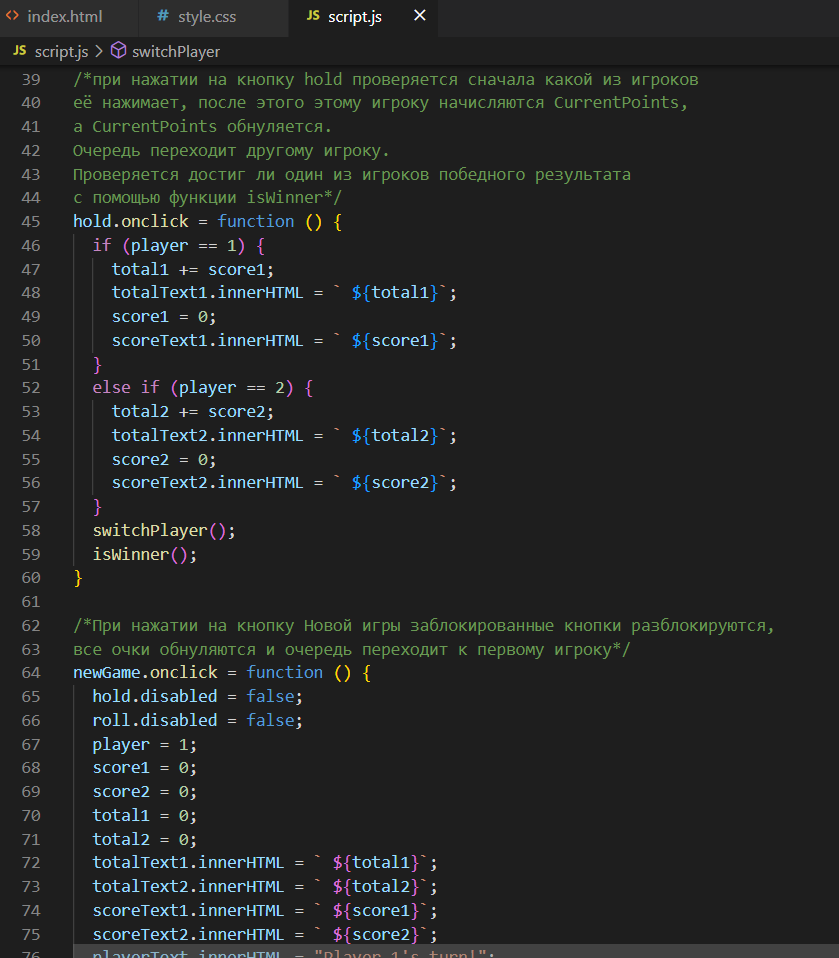 index.html # style.css JS script.js
JS script.js > switchPlayer
39 /*при нажатии на кнопку hold проверяется сначала какой из игроков
40 её нажимает, после этого этому игроку начисляются CurrentPoints,
41 а CurrentPoints обнуляется.
42 Очередь переходит другому игроку.
43 Проверяется достиг ли один из игроков победного результата
44 с помощью функции isWinner*/
45 hold.onclick = function () {
46 if (player == 1) {
47 total1 += score1;
48 totalText1.innerHTML = ` ${total1}`;
49 score1 = 0;
50 scoreText1.innerHTML = ` ${score1}`;
51 }
52 else if (player == 2) {
53 total2 += score2;
54 totalText2.innerHTML = ` ${total2}`;
55 score2 = 0;
56 scoreText2.innerHTML = ` ${score2}`;
57 }
58 switchPlayer();
59 isWinner();
60 }
61
62 /*При нажатии на кнопку Новой игры заблокированные кнопки разблокируются,
63 все очки обнуляются и очередь переходит к первому игроку*/
64 newGame.onclick = function () {
65 hold.disabled = false;
66 roll.disabled = false;
67 player = 1;
68 score1 = 0;
69 score2 = 0;
70 total1 = 0;
71 total2 = 0;
72 totalText1.innerHTML = ` ${total1}`;
73 totalText2.innerHTML = ` ${total2}`;
74 scoreText1.innerHTML = ` ${score1}`;
75 scoreText2.innerHTML = ` ${score2}`;
76 playerText.innerHTML = "Player 1's turn!";